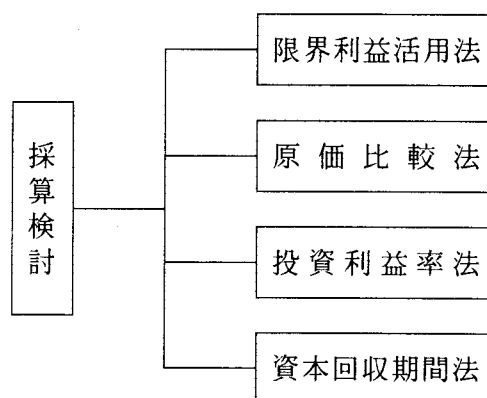 採算検討
限界利益活用法
原価比較法
投資利益率法
資本回収期間法